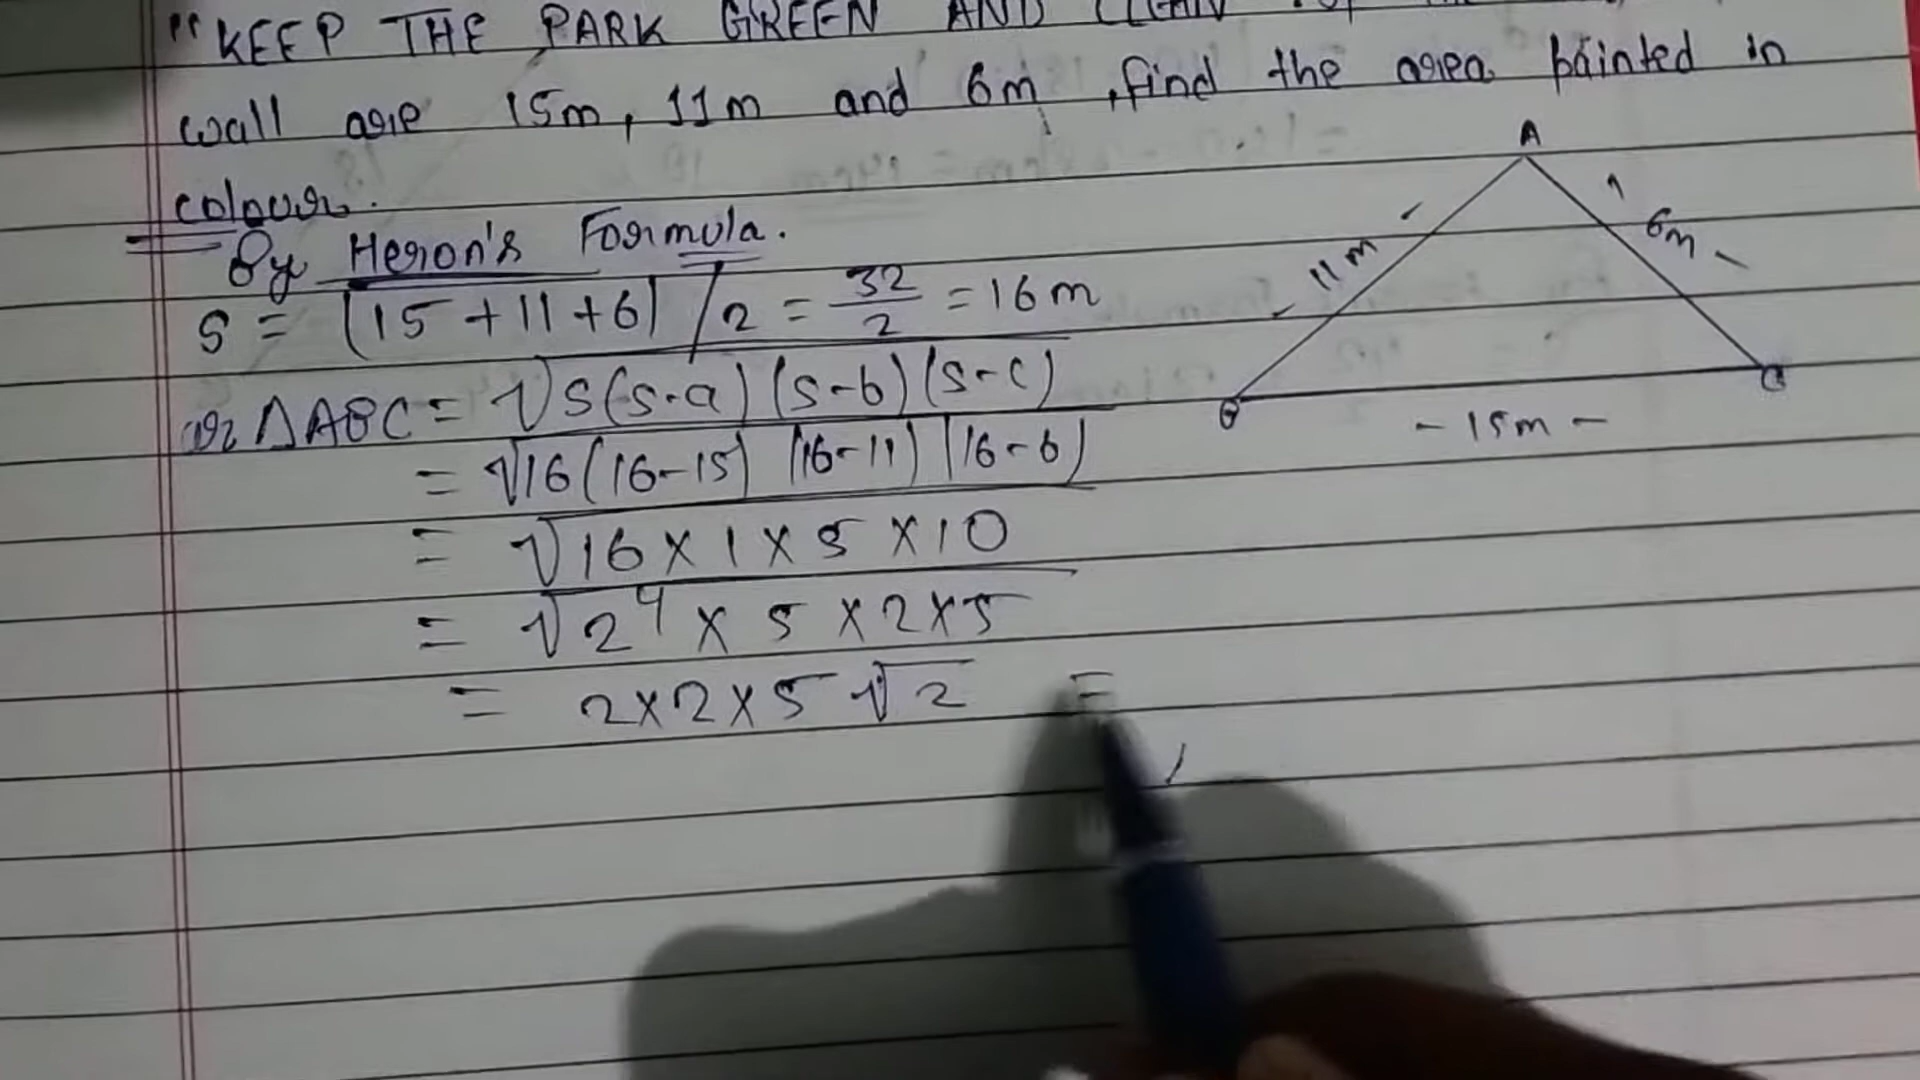 "KEEP THE PARK GREEN AND CLEAN
wall are 15m, 11m and 6m, find the area painted in
colour.
By Heron's Formula.
S = (15+11+6)/2 = 32/2 = 16m
ar ΔABC = √s(s-a)(s-b)(s-c)
= √16(16-15)(16-11)(16-6)
= √16×1×5×10
= √2⁴×5×2×5
= 2×2×5√2 =
A
11m
6m
B
C
-15m-